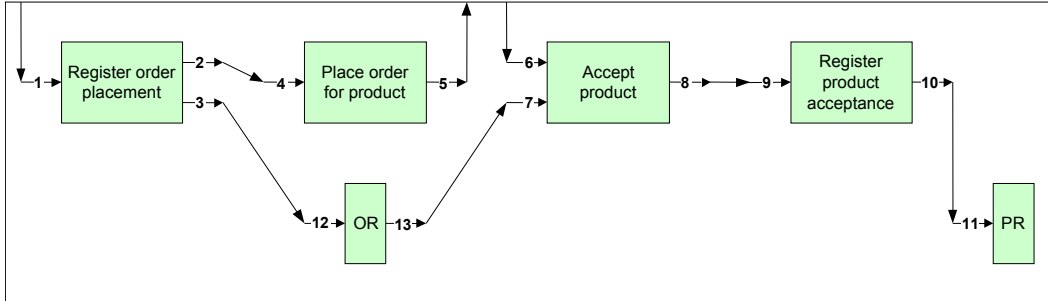 1
Register order
placement
2
3
4
Place order
for product
5
6
7
Accept
product
8
9
Register
product
acceptance
10
12
OR
13
11
PR